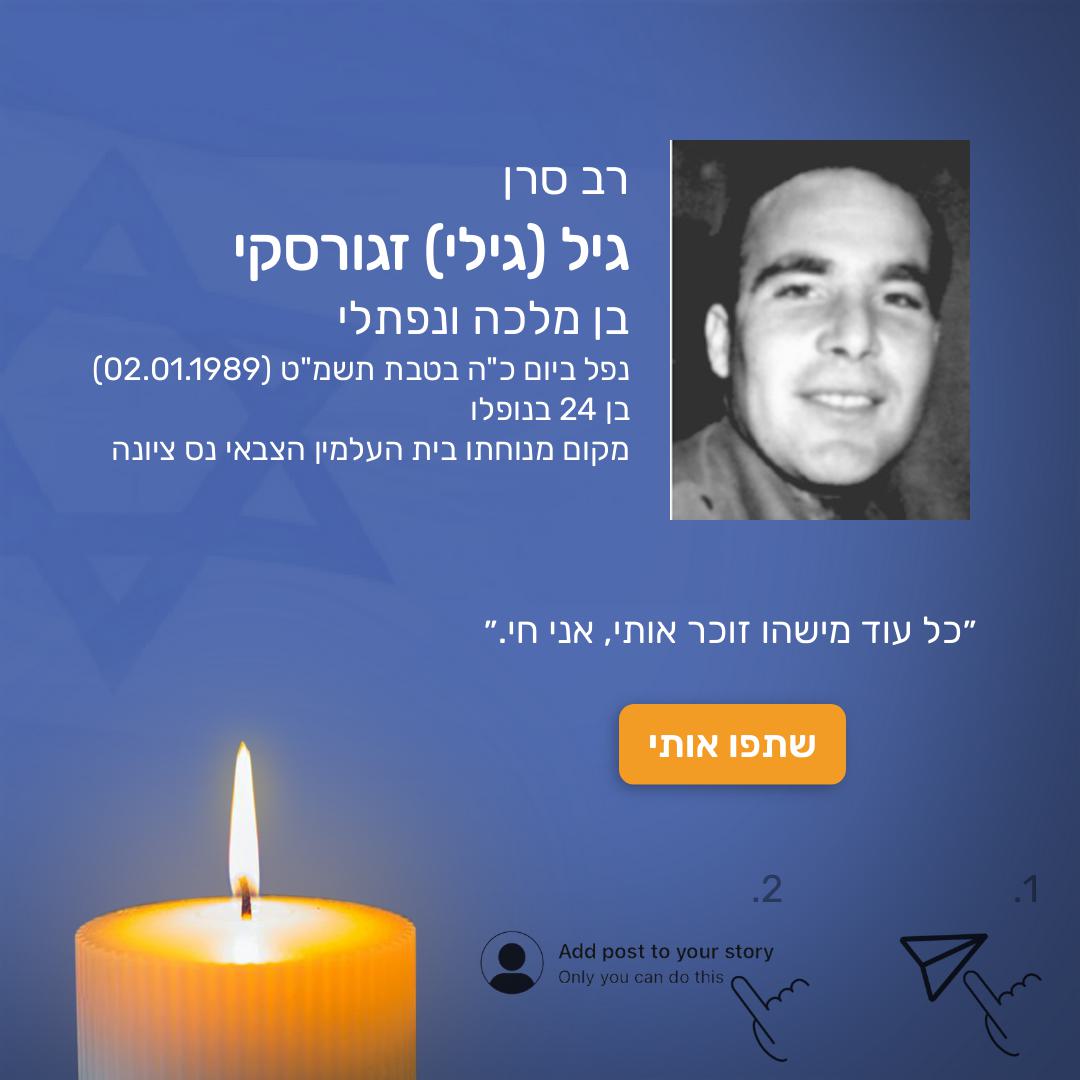 רב סרן
גיל (גילי) זגורסקי
בן מלכה ונפתלי
נפל ביום כ"ה בטבת תשמ"ט (02.01.1989)
בן 24 בנופלו
מקום מנוחתו בית העלמין הצבאי נס ציונה
״כל עוד מישהו זוכר אותי, אני חי.״
שתפו אותי
1.
2.
Add post to your story
Only you can do this